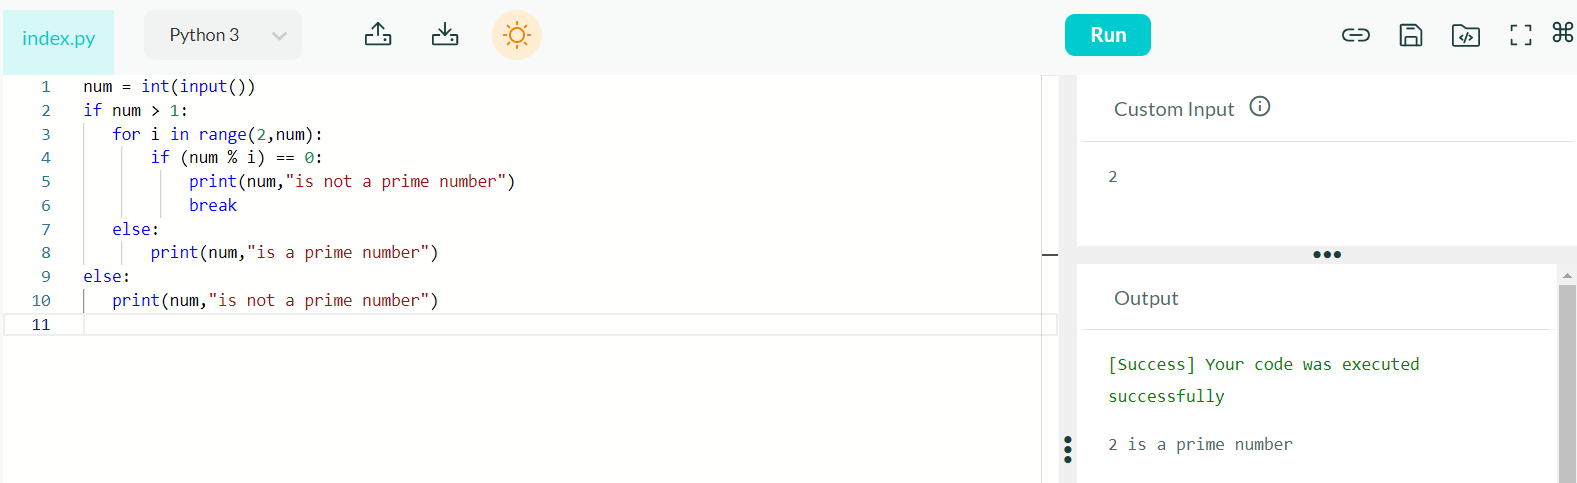 index.py Python 3 Run
1 num = int(input())
2 if num > 1:
3    for i in range(2,num):
4        if (num % i) == 0:
5            print(num,"is not a prime number")
6            break
7    else:
8        print(num,"is a prime number")
9 else:
10    print(num,"is not a prime number")
11
Custom Input
2
Output
[Success] Your code was executed
successfully
2 is a prime number